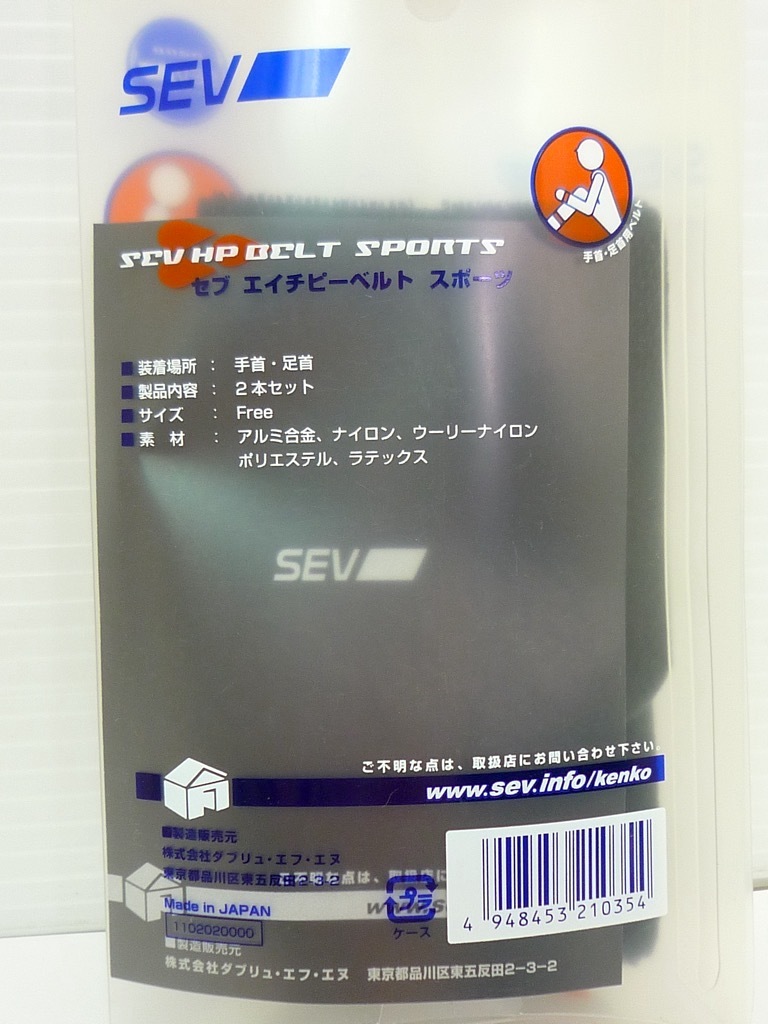 SEV
手首・足首用ベルト
SEV HP BELT SPORTS
セブ エイチピーベルト スポーツ
■装着場所 : 手首・足首
■製品内容 : 2本セット
■サイズ : Free
■素 材 : アルミ合金、ナイロン、ウーリーナイロン
ポリエステル、ラテックス
SEV
ご不明な点は、取扱店にお問い合わせ下さい。
www.sev.info/kenko
■製造販売元
株式会社ダブリュ・エフ・エヌ
東京都品川区東五反田2-3-2
な点は、取扱店に
Made in JAPAN
1102020000
プラ
ケース
4 948453 210354
■製造販売元
株式会社ダブリュ・エフ・エヌ 東京都品川区東五反田2-3-2